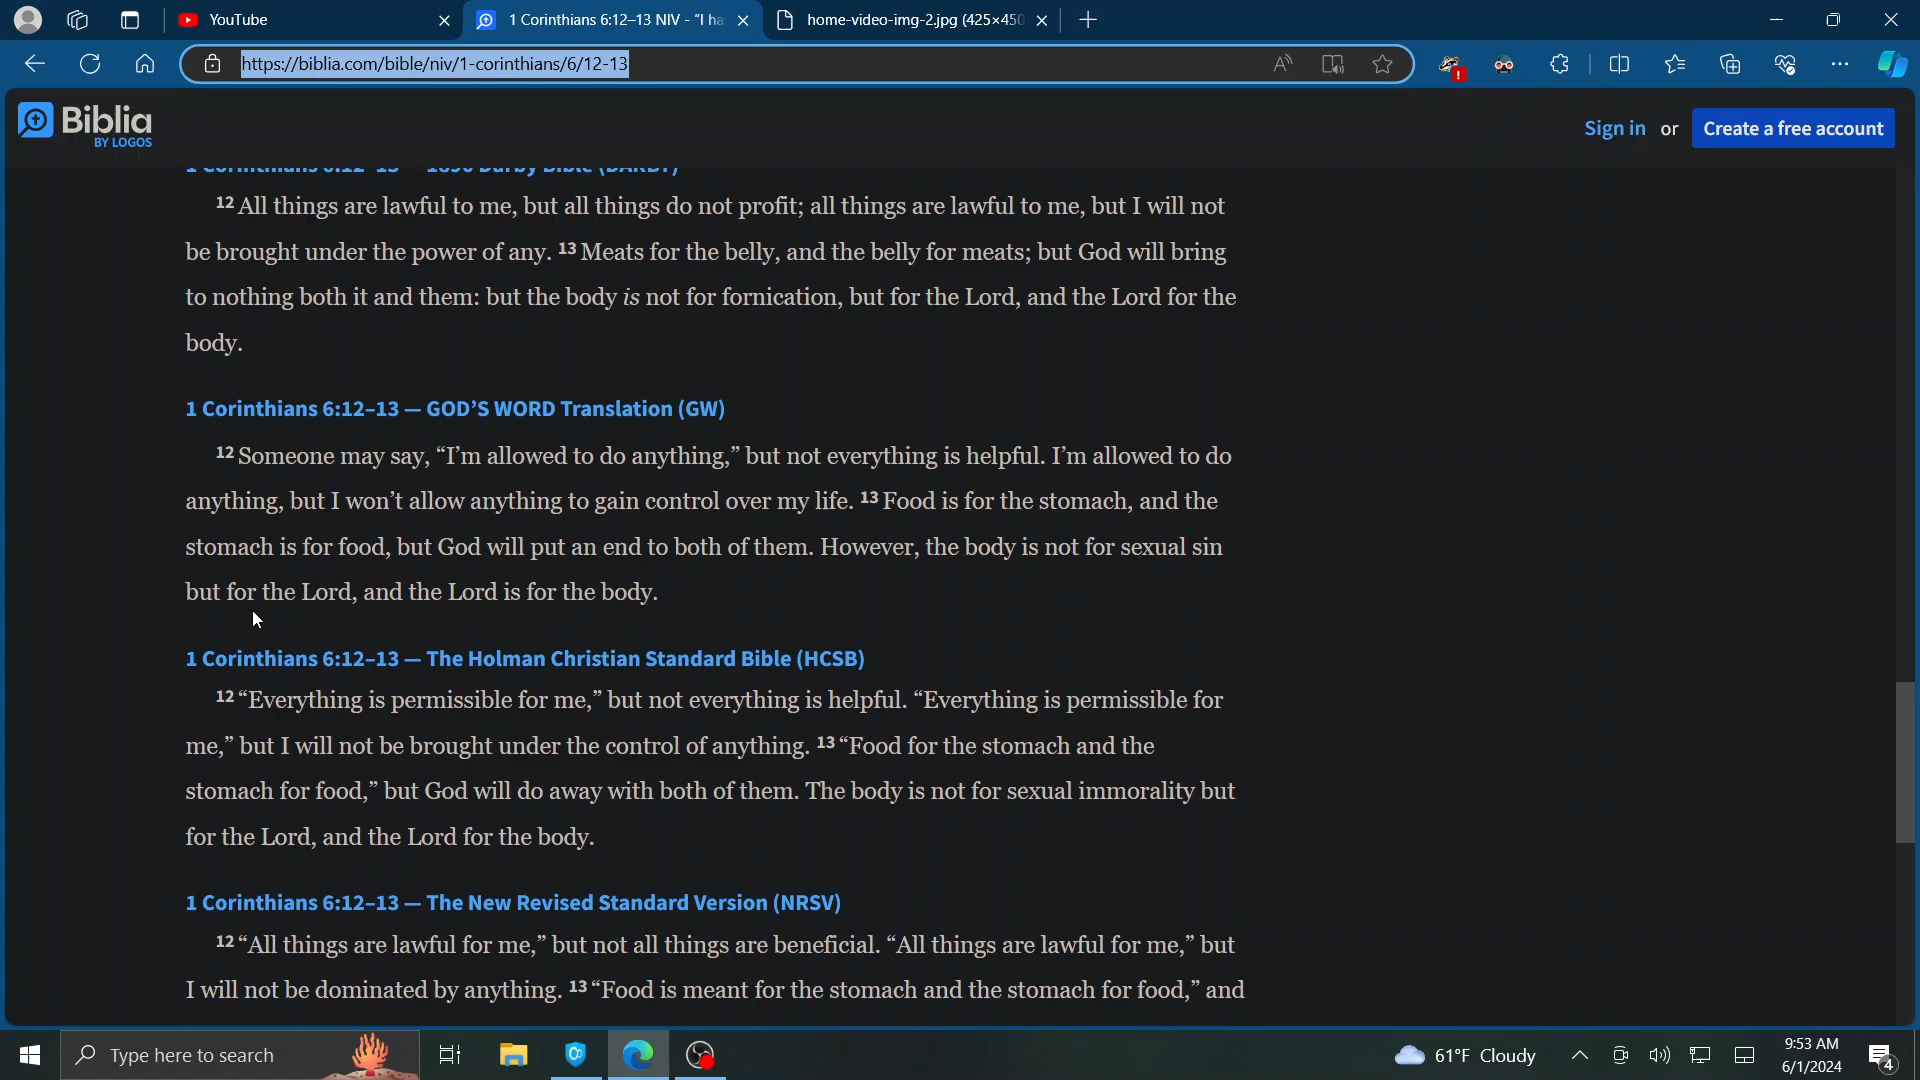 YouTube
1 Corinthians 6:12–13 NIV - “I ha
home-video-img-2.jpg (425×450
https://biblia.com/bible/niv/1-corinthians/6/12-13
Biblia
BY LOGOS
Sign in or Create a free account
1 Corinthians 6:12–13 — 1890 Darby Bible (DARBY)
12 All things are lawful to me, but all things do not profit; all things are lawful to me, but I will not
be brought under the power of any. 13 Meats for the belly, and the belly for meats; but God will bring
to nothing both it and them: but the body is not for fornication, but for the Lord, and the Lord for the
body.
1 Corinthians 6:12–13 — GOD’S WORD Translation (GW)
12 Someone may say, “I’m allowed to do anything,” but not everything is helpful. I’m allowed to do
anything, but I won’t allow anything to gain control over my life. 13 Food is for the stomach, and the
stomach is for food, but God will put an end to both of them. However, the body is not for sexual sin
but for the Lord, and the Lord is for the body.
1 Corinthians 6:12–13 — The Holman Christian Standard Bible (HCSB)
12 “Everything is permissible for me,” but not everything is helpful. “Everything is permissible for
me,” but I will not be brought under the control of anything. 13 “Food for the stomach and the
stomach for food,” but God will do away with both of them. The body is not for sexual immorality but
for the Lord, and the Lord for the body.
1 Corinthians 6:12–13 — The New Revised Standard Version (NRSV)
12 “All things are lawful for me,” but not all things are beneficial. “All things are lawful for me,” but
I will not be dominated by anything. 13 “Food is meant for the stomach and the stomach for food,” and
Type here to search
61°F Cloudy
9:53 AM
6/1/2024
4